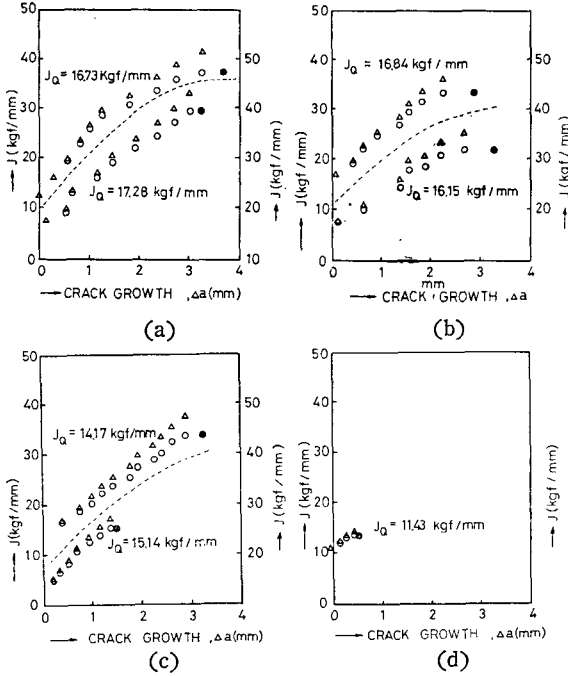 50
40
30
20
10
0
J (kgf/mm)
JQ = 16,73 Kgf/mm
JQ = 17,28 kgf/mm
50
40
30
20
10
J (kgf/mm)
0 1 2 3 4
CRACK GROWTH , Δa(mm)
(a)
50
40
30
20
10
0
J (kgf/mm)
JQ = 16,84 kgf/mm
JQ = 16,15 kgf/mm
50
40
30
20
J (kgf/mm)
0 1 2 3 4
mm
CRACK GROWTH , Δa
(b)
50
40
30
20
10
0
J(kgf/mm)
JQ = 14,17 kgf/mm
JQ = 15,14 kgf/mm
50
40
30
20
J (kgf/mm)
0 1 2 3 4
CRACK GROWTH , Δa(mm)
(c)
50
40
30
20
10
0
J (kgf/mm)
JQ = 11,43 kgf/mm
J (kgf/mm)
0 1 2 3 4
CRACK GROWTH , Δa(mm)
(d)